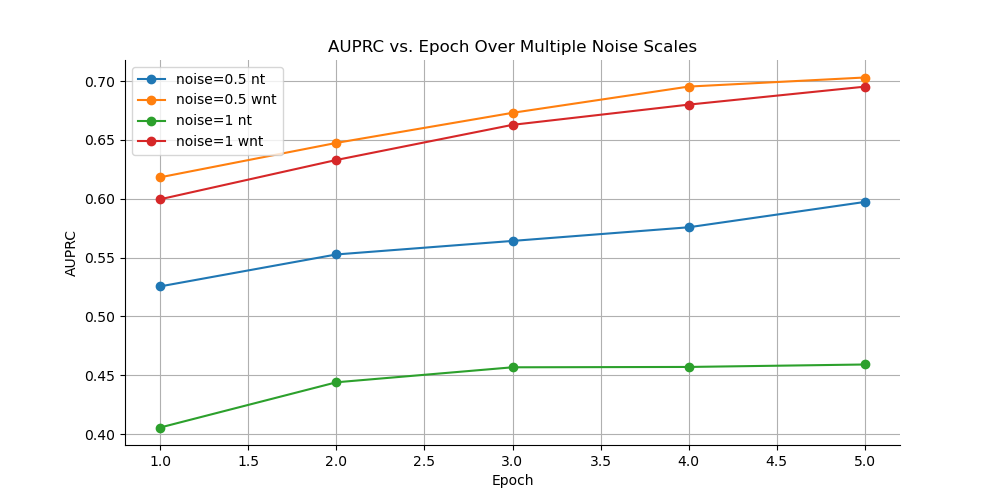 AUPRC vs. Epoch Over Multiple Noise Scales
noise=0.5 nt
noise=0.5 wnt
noise=1 nt
noise=1 wnt
AUPRC
0.70
0.65
0.60
0.55
0.50
0.45
0.40
1.0 1.5 2.0 2.5 3.0 3.5 4.0 4.5 5.0
Epoch